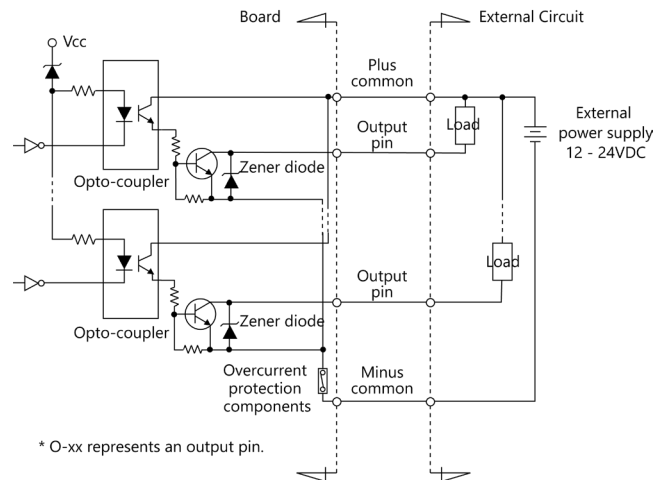 Board
External Circuit
Vcc
Plus
common
Load
External
power supply
12 - 24VDC
Output
pin
Opto-coupler
Zener diode
Load
Output
pin
Opto-coupler
Zener diode
Overcurrent
protection
components
Minus
common
* O-xx represents an output pin.